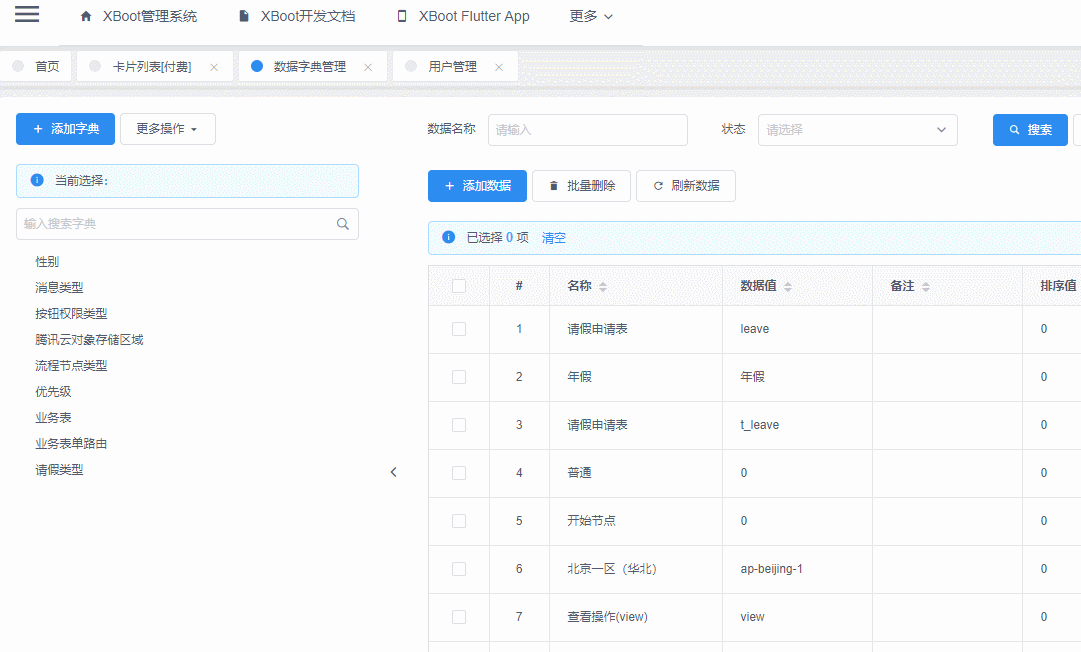 XBoot管理系统 XBoot开发文档 XBoot Flutter App 更多
首页 卡片列表[付费] 数据字典管理 用户管理
+ 添加字典 更多操作
当前选择：
输入搜索字典
性别
消息类型
按钮权限类型
腾讯云对象存储区域
流程节点类型
优先级
业务表
业务表单路由
请假类型
数据名称 请输入 状态 请选择 搜索
+ 添加数据 批量删除 刷新数据
已选择 0 项 清空
# 名称 数据值 备注 排序值
1 请假申请表 leave 0
2 年假 年假 0
3 请假申请表 t_leave 0
4 普通 0 0
5 开始节点 0 0
6 北京一区（华北） ap-beijing-1 0
7 查看操作(view) view 0